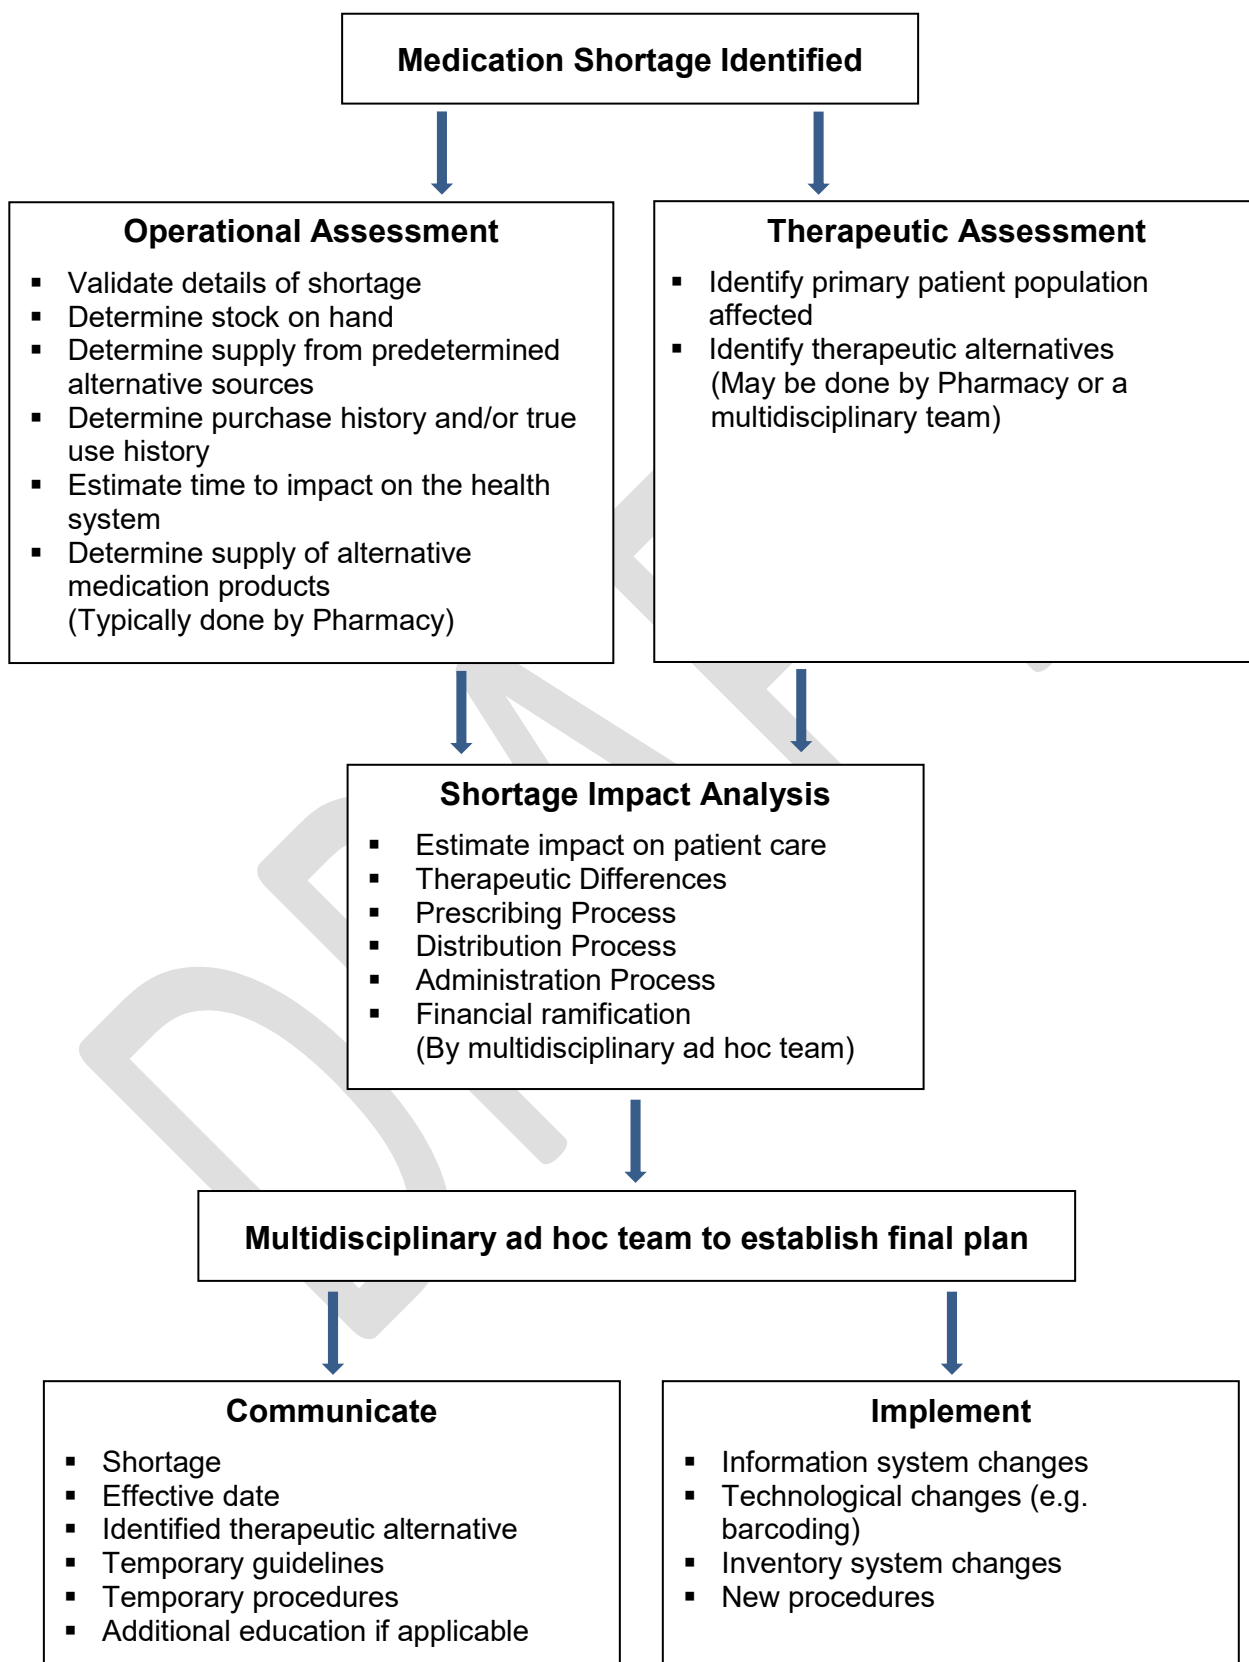 Medication Shortage Identified
Operational Assessment
▪ Validate details of shortage
▪ Determine stock on hand
▪ Determine supply from predetermined
alternative sources
▪ Determine purchase history and/or true
use history
▪ Estimate time to impact on the health
system
▪ Determine supply of alternative
medication products
(Typically done by Pharmacy)
Therapeutic Assessment
▪ Identify primary patient population
affected
▪ Identify therapeutic alternatives
(May be done by Pharmacy or a
multidisciplinary team)
Shortage Impact Analysis
▪ Estimate impact on patient care
▪ Therapeutic Differences
▪ Prescribing Process
▪ Distribution Process
▪ Administration Process
▪ Financial ramification
(By multidisciplinary ad hoc team)
Multidisciplinary ad hoc team to establish final plan
Communicate
▪ Shortage
▪ Effective date
▪ Identified therapeutic alternative
▪ Temporary guidelines
▪ Temporary procedures
▪ Additional education if applicable
Implement
▪ Information system changes
▪ Technological changes (e.g.
barcoding)
▪ Inventory system changes
▪ New procedures
DRAFT